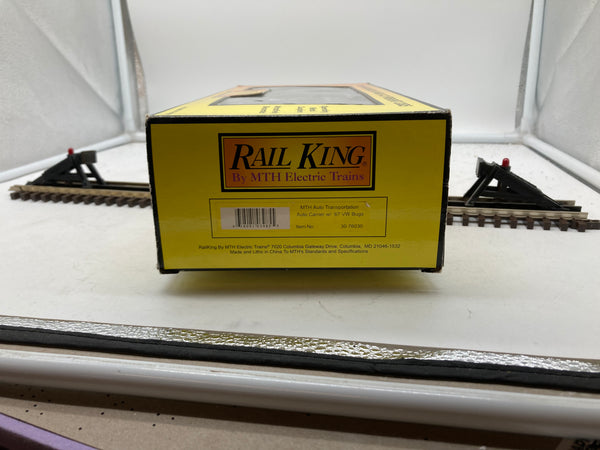 RAIL KING®
By MTH Electric Trains
MTH Auto Transportation
Auto Carrier w/ '57 VW Bugs
Item No. 30-76030
RailKing By MTH Electric Trains® 7020 Columbia Gateway Drive, Columbia, MD 21046-1532
Made and Litho in China To MTH's Standards and Specifications